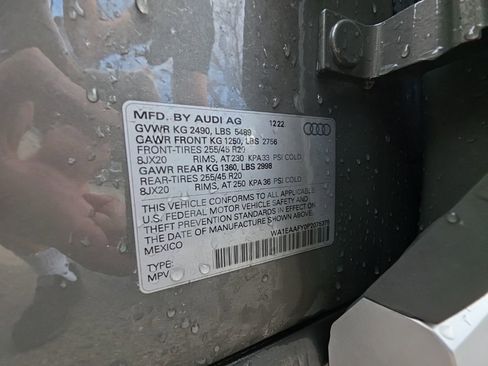 MFD. BY AUDI AG 12 22
GVWR KG 2490, LBS 5489
GAWR FRONT KG 1250, LBS 2756
FRONT-TIRES 255/45 R20
8JX20 RIMS, AT 230 KPA 33 PSI COLD
GAWR REAR KG 1360, LBS 2998
REAR-TIRES 255/45 R20
8JX20 RIMS, AT 250 KPA 36 PSI COLD
THIS VEHICLE CONFORMS TO ALL APPLICABLE
U.S. FEDERAL MOTOR VEHICLE SAFETY AND
THEFT PREVENTION STANDARDS IN EFFECT ON
THE DATE OF MANUFACTURE SHOWN ABOVE.
MEXICO
WA1EAAFY0P2075375
TYPE:
MPV